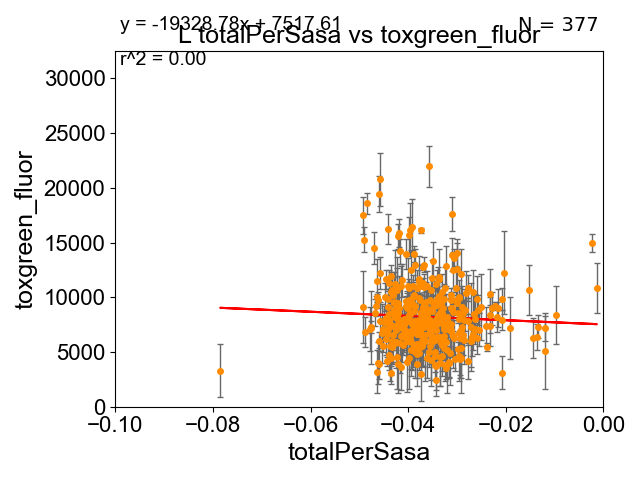 y = -19328.78x + 7517.61
N = 377
L totalPerSasa vs toxgreen_fluor
r^2 = 0.00
toxgreen_fluor
30000
25000
20000
15000
10000
5000
0
−0.10 −0.08 −0.06 −0.04 −0.02 0.00
totalPerSasa